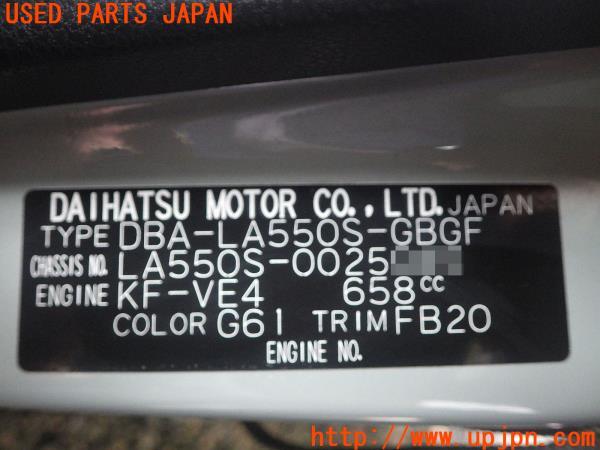 USED PARTS JAPAN
DAIHATSU MOTOR CO., LTD. JAPAN
TYPE DBA-LA550S-GBGF
CHASSIS NO. LA550S-0025
ENGINE KF-VE4 658cc
COLOR G61 TRIM FB20
ENGINE NO.
http://www.upjpn.com/